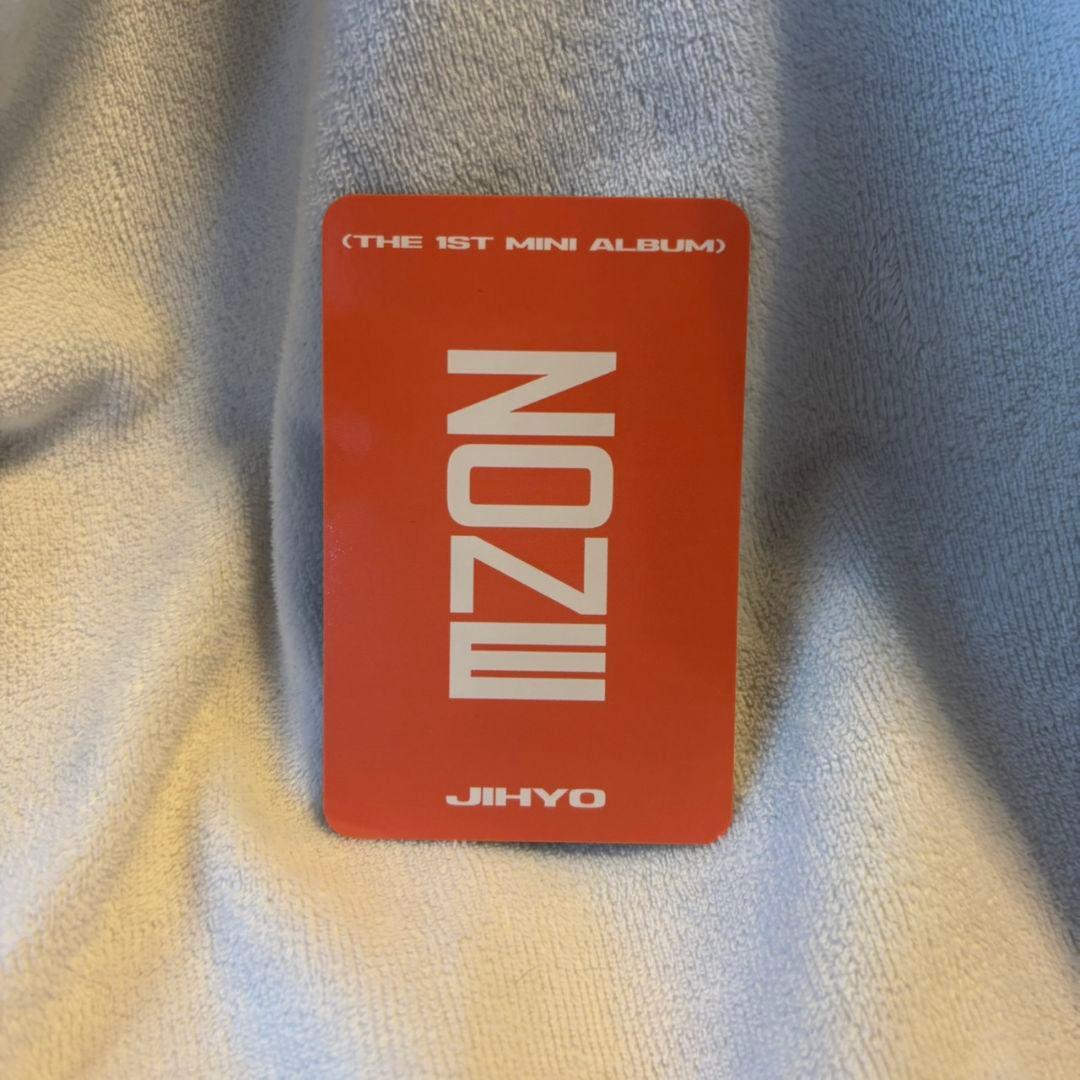 (THE 1ST MINI ALBUM)
ZONE
JIHYO